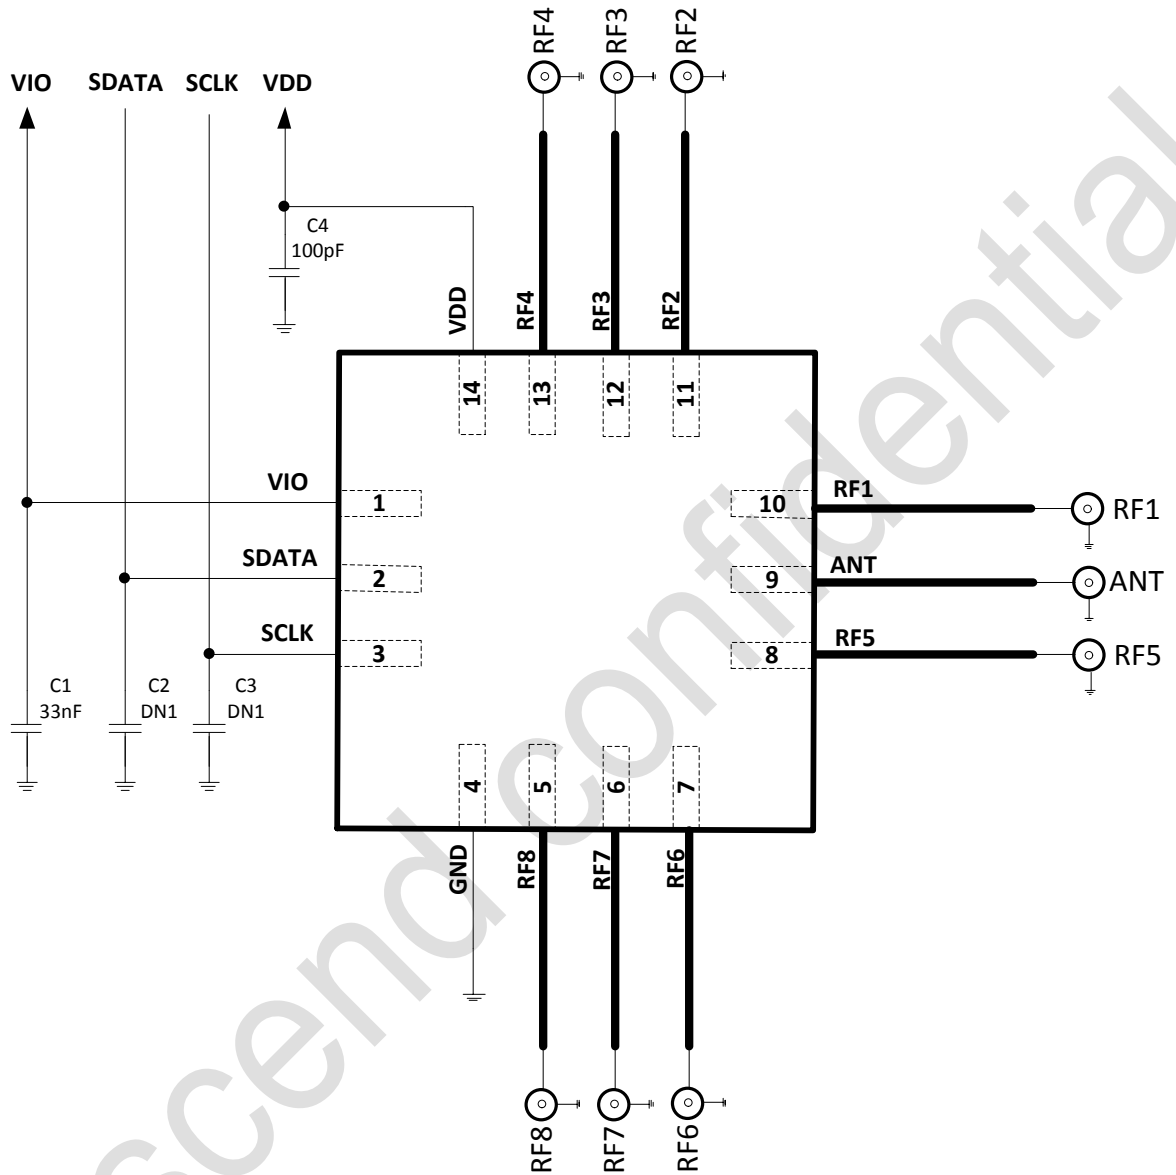 RF4
RF3
RF2
VIO
SDATA
SCLK
VDD
C4
100pF
VDD
RF4
RF3
RF2
14
13
12
11
VIO
1
10
RF1
RF1
SDATA
2
9
ANT
ANT
SCLK
3
8
RF5
RF5
C1
33nF
C2
DN1
C3
DN1
4
5
6
7
GND
RF8
RF7
RF6
RF8
RF7
RF6
scend confidential